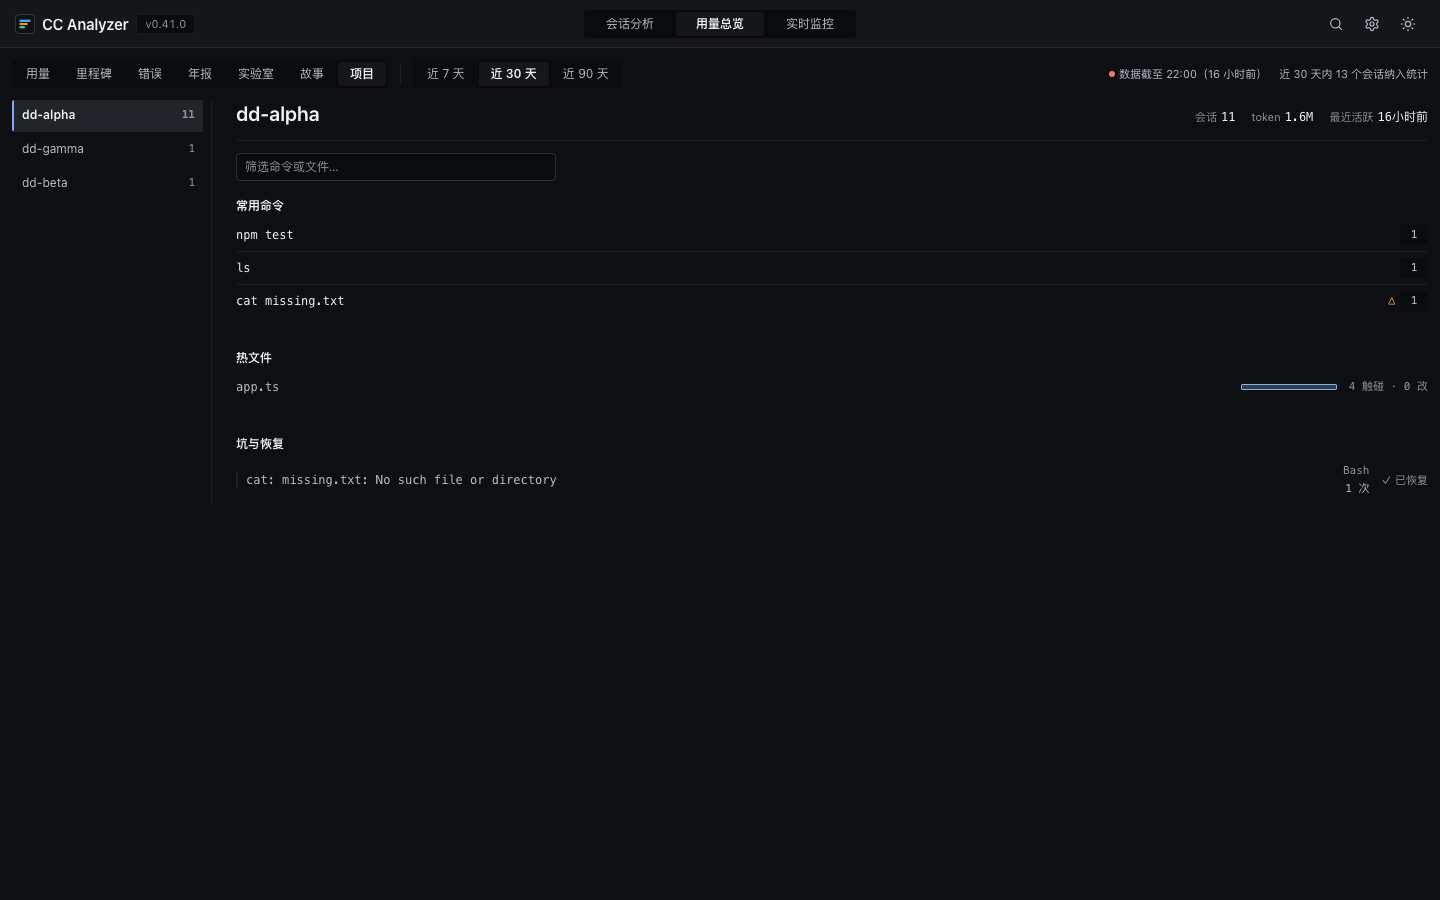 CC Analyzer v0.41.0 会话分析 用量总览 实时监控
用量 里程碑 错误 年报 实验室 故事 项目 近 7 天 近 30 天 近 90 天 数据截至 22:00 (16 小时前) 近 30 天内 13 个会话纳入统计
dd-alpha 11
dd-gamma 1
dd-beta 1
dd-alpha 会话 11 token 1.6M 最近活跃 16小时前
筛选命令或文件...
常用命令
npm test 1
ls 1
cat missing.txt △ 1
热文件
app.ts 4 触碰 · 0 改
坑与恢复
cat: missing.txt: No such file or directory Bash
1 次 ✓ 已恢复